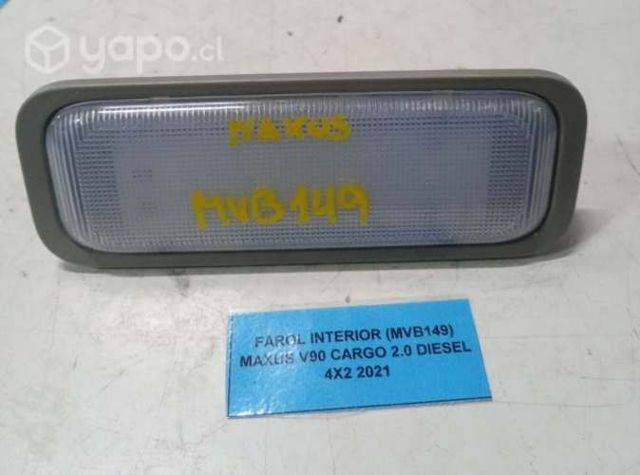 yapo.cl
MAXUS
MVB149
FAROL INTERIOR (MVB149)
MAXUS V90 CARGO 2.0 DIESEL
4X2 2021